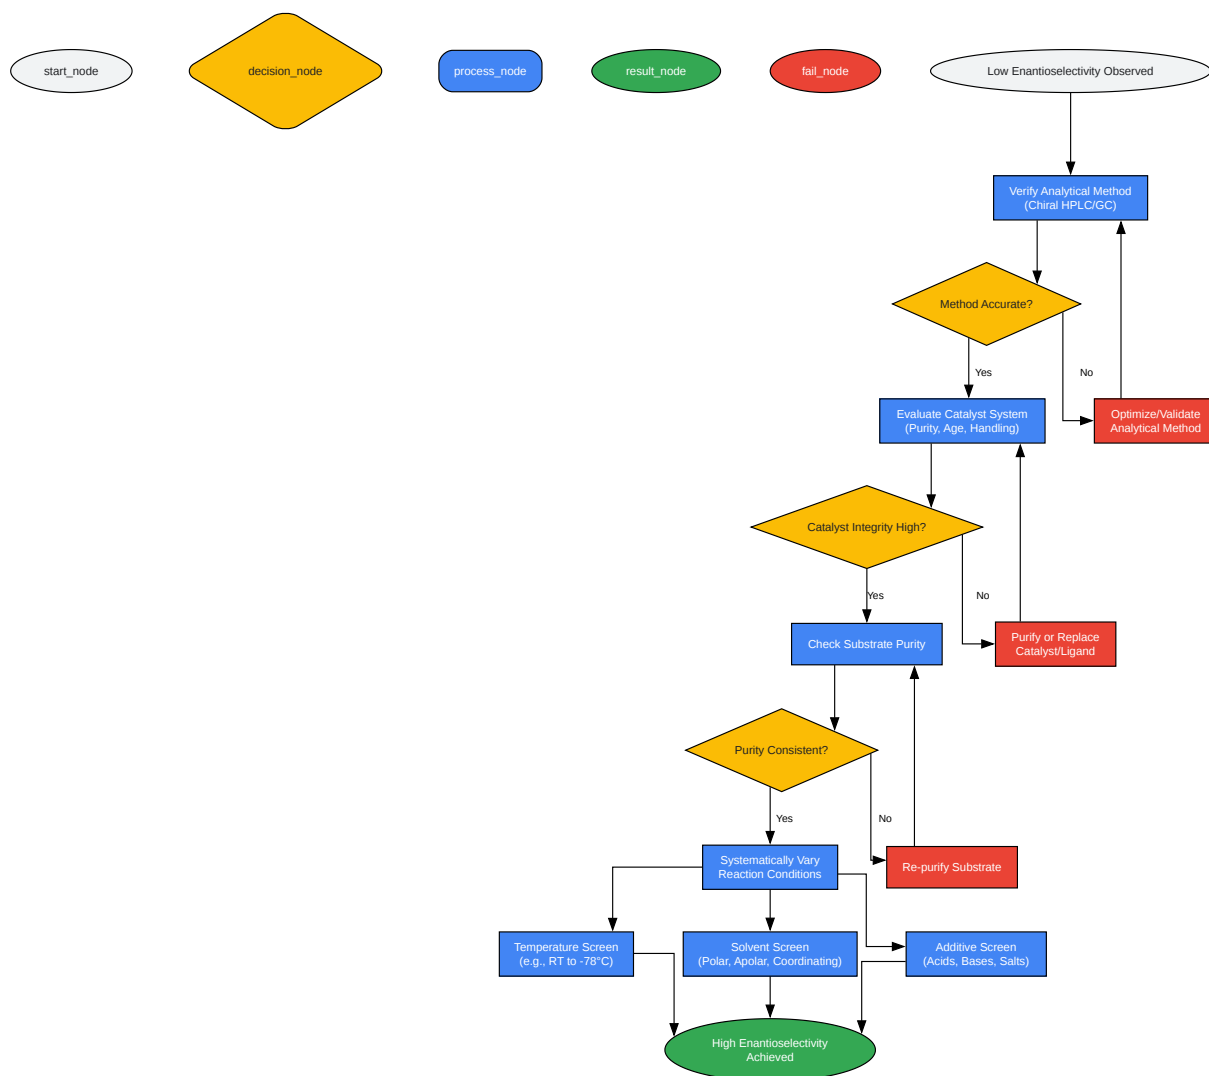 start_node
decision_node
process_node
result_node
fail_node
Low Enantioselectivity Observed
Verify Analytical Method
(Chiral HPLC/GC)
Method Accurate?
Yes
No
Evaluate Catalyst System
(Purity, Age, Handling)
Optimize/Validate
Analytical Method
Catalyst Integrity High?
Yes
No
Check Substrate Purity
Purify or Replace
Catalyst/Ligand
Purity Consistent?
Yes
No
Systematically Vary
Reaction Conditions
Re-purify Substrate
Temperature Screen
(e.g., RT to -78°C)
Solvent Screen
(Polar, Apolar, Coordinating)
Additive Screen
(Acids, Bases, Salts)
High Enantioselectivity
Achieved